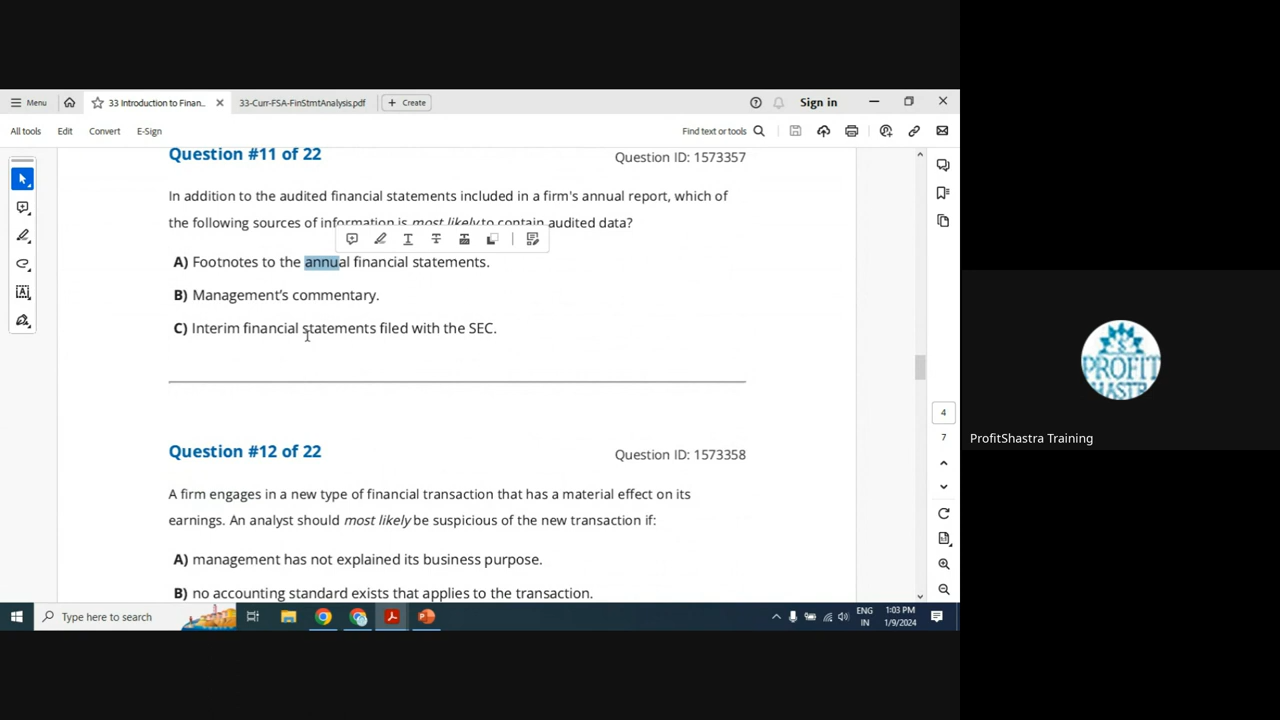 33 Introduction to Finan...
33-Curr-FSA-FinStmtAnalysis.pdf
Create
Sign in
Menu
All tools
Edit
Convert
E-Sign
Find text or tools
Question #11 of 22
Question ID: 1573357
In addition to the audited financial statements included in a firm's annual report, which of
the following sources of information is most likely to contain audited data?
A) Footnotes to the annual financial statements.
B) Management's commentary.
C) Interim financial statements filed with the SEC.
Question #12 of 22
Question ID: 1573358
A firm engages in a new type of financial transaction that has a material effect on its
earnings. An analyst should most likely be suspicious of the new transaction if:
A) management has not explained its business purpose.
B) no accounting standard exists that applies to the transaction.
4
7
Type here to search
ENG
IN
1:03 PM
1/9/2024
PROFIT
SHASTRA
ProfitShastra Training